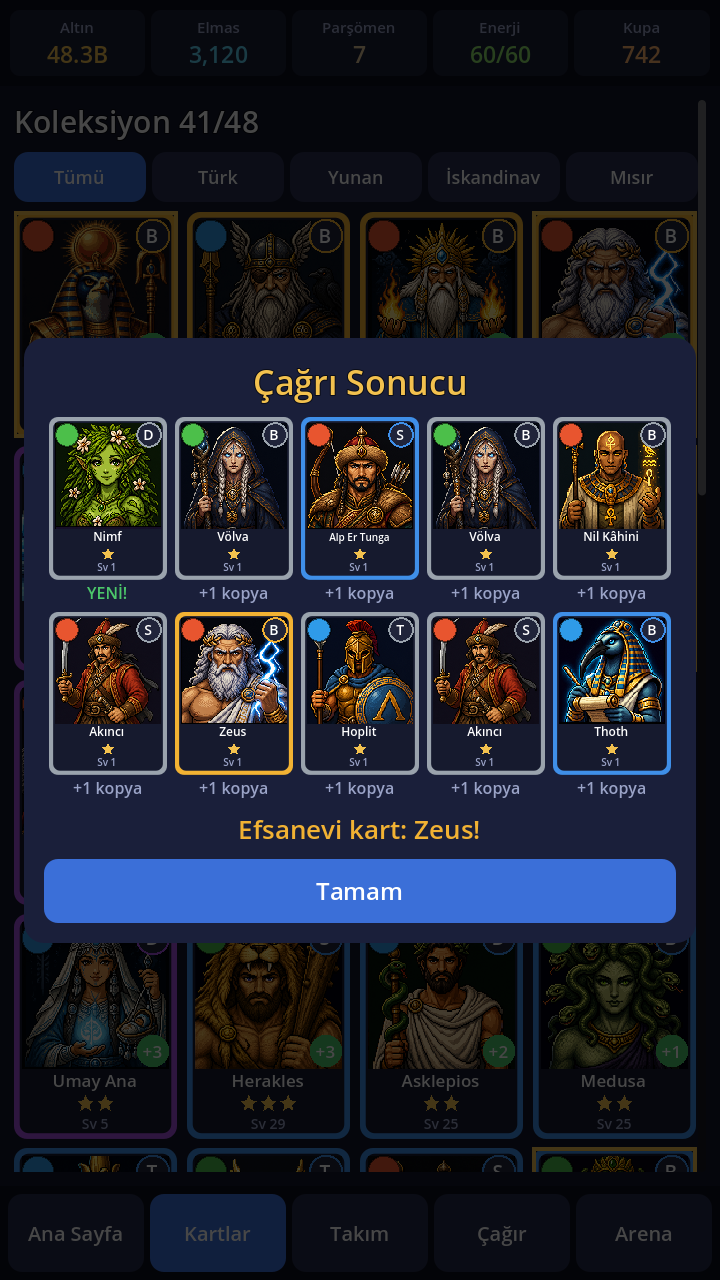 Altın
48.3B
Elmas
3,120
Parşömen
7
Enerji
60/60
Kupa
742
Koleksiyon 41/48
Tümü
Türk
Yunan
İskandinav
Mısır
B
B
B
B
Çağrı Sonucu
D
B
S
B
B
Nimf
Völva
Alp Er Tunga
Völva
Nil Kâhini
Sv 1
Sv 1
Sv 1
Sv 1
Sv 1
YENİ!
+1 kopya
+1 kopya
+1 kopya
+1 kopya
S
B
T
S
B
Akıncı
Zeus
Hoplit
Akıncı
Thoth
Sv 1
Sv 1
Sv 1
Sv 1
Sv 1
+1 kopya
+1 kopya
+1 kopya
+1 kopya
+1 kopya
Efsanevi kart: Zeus!
Tamam
+3
+3
+2
+1
Umay Ana
Herakles
Asklepios
Medusa
Sv 5
Sv 29
Sv 25
Sv 25
T
T
S
B
Ana Sayfa
Kartlar
Takım
Çağır
Arena